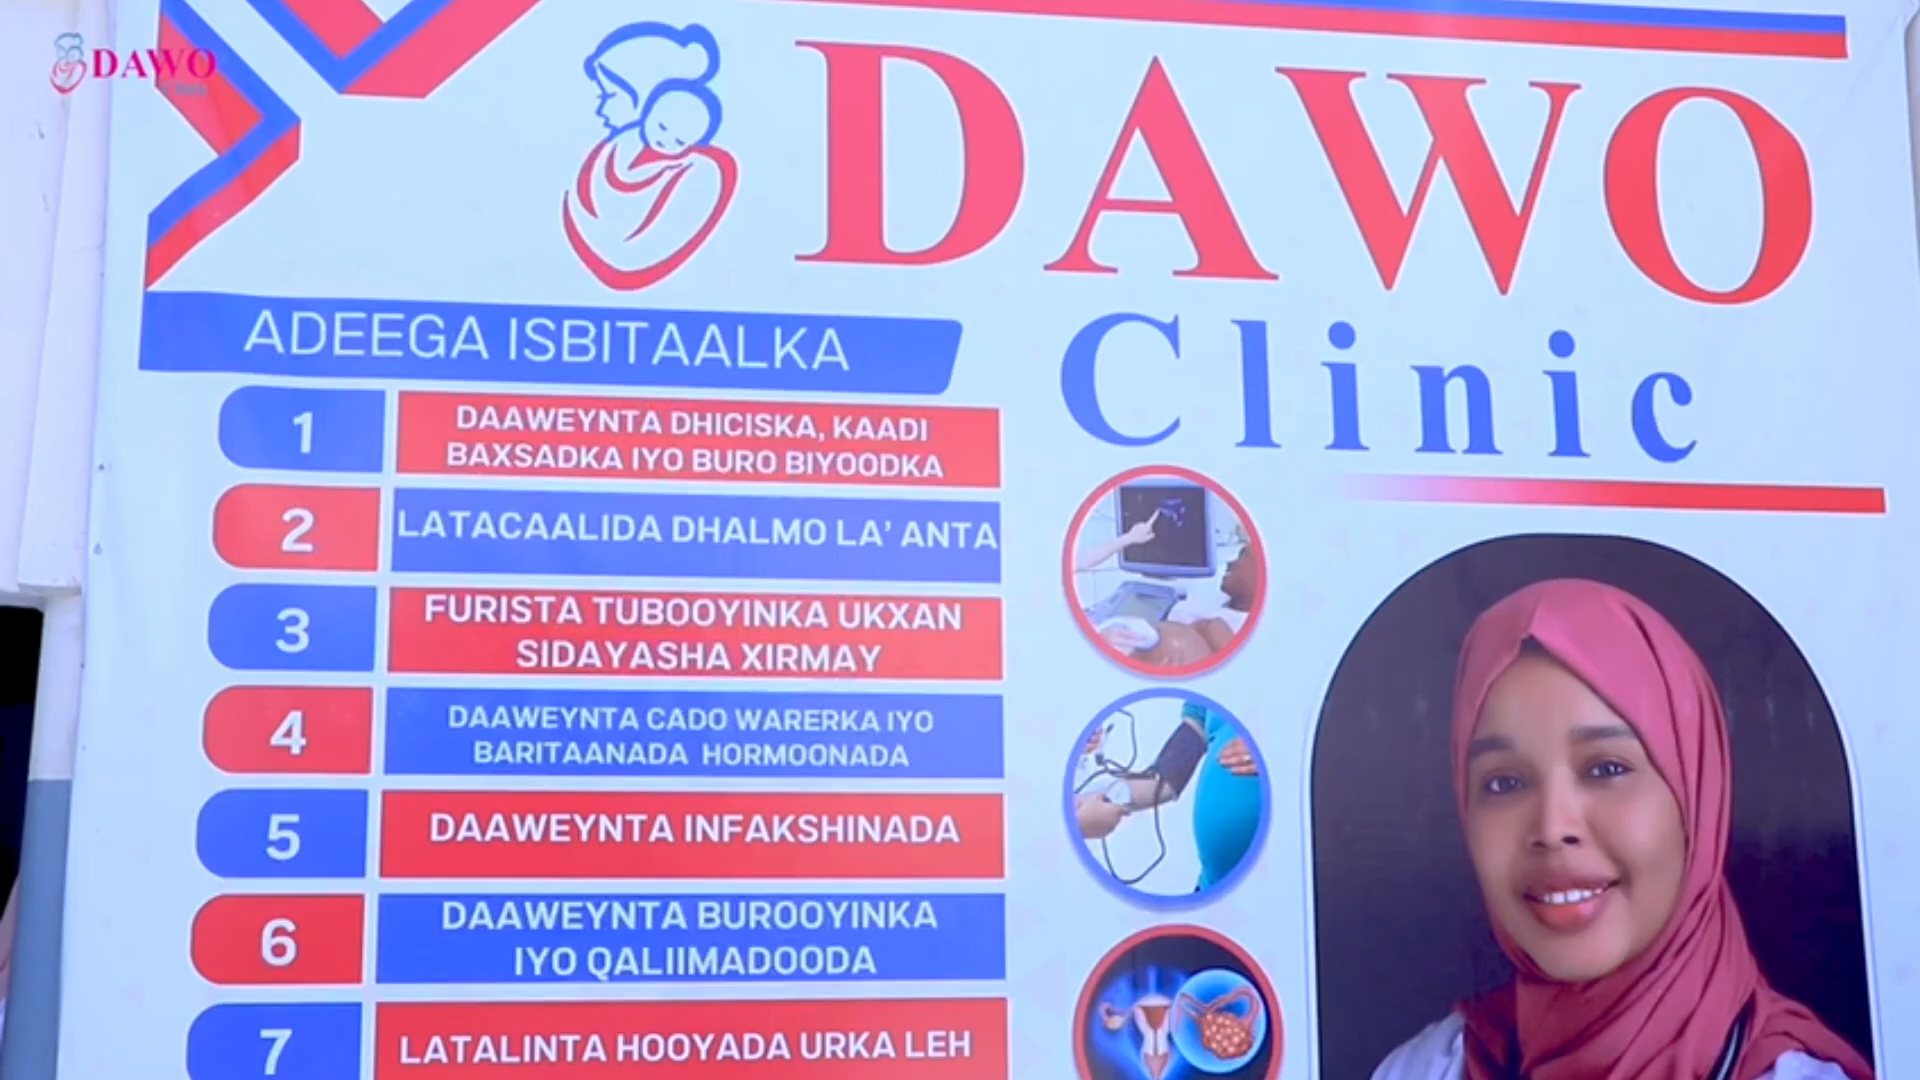 DAWO
DAWO
Clinic
ADEEGA ISBITAALKA
1
DAAWEYNTA DHICISKA, KAADI
BAXSADKA IYO BURO BIYOODKA
2
LATACAALIDA DHALMO LA' ANTA
3
FURISTA TUBOOYINKA UKXAN
SIDAYASHA XIRMAY
4
DAAWEYNTA CADO WARERKA IYO
BARITAANADA HORMOONADA
5
DAAWEYNTA INFAKSHINADA
6
DAAWEYNTA BUROOYINKA
IYO QALIIMADOODA
7
LATALINTA HOOYADA URKA LEH